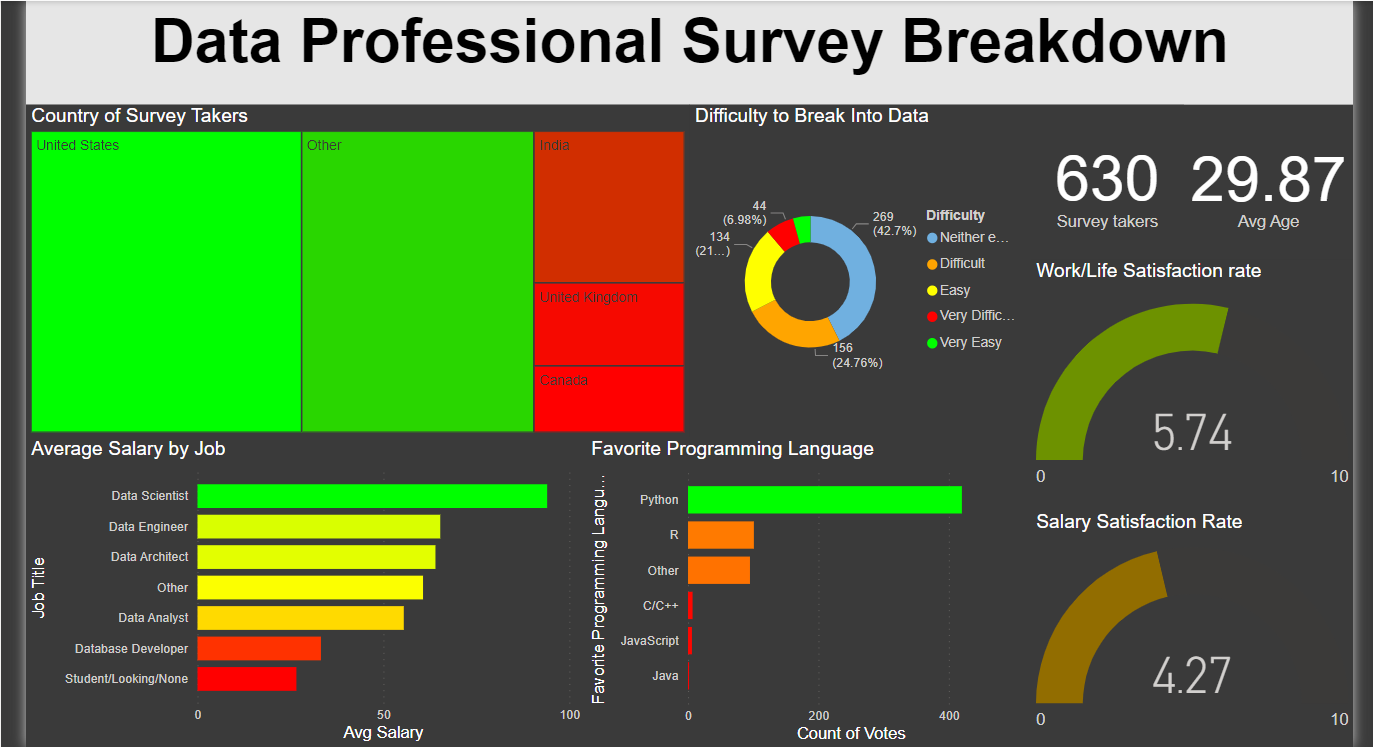 Data Professional Survey Breakdown
Country of Survey Takers
United States
Other
India
United Kingdom
Canada
Difficulty to Break Into Data
44
(6.98%)
134
(21...)
269
(42.7%)
156
(24.76%)
Difficulty
Neither e...
Difficult
Easy
Very Diffic...
Very Easy
630
Survey takers
29.87
Avg Age
Work/Life Satisfaction rate
5.74
0
10
Average Salary by Job
Job Title
Data Scientist
Data Engineer
Data Architect
Other
Data Analyst
Database Developer
Student/Looking/None
0
50
100
Avg Salary
Favorite Programming Language
Favorite Programming Langu...
Python
R
Other
C/C++
JavaScript
Java
0
200
400
Count of Votes
Salary Satisfaction Rate
4.27
0
10